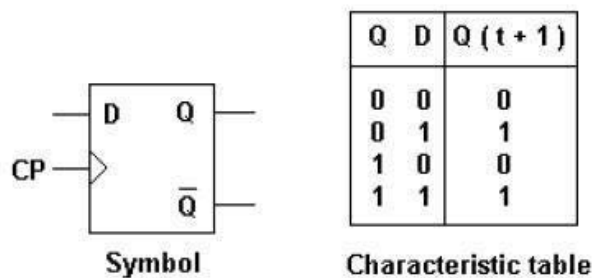 D Q
CP
Q̅
Symbol
Q D Q ( t + 1 )
0 0 0
0 1 1
1 0 0
1 1 1
Characteristic table